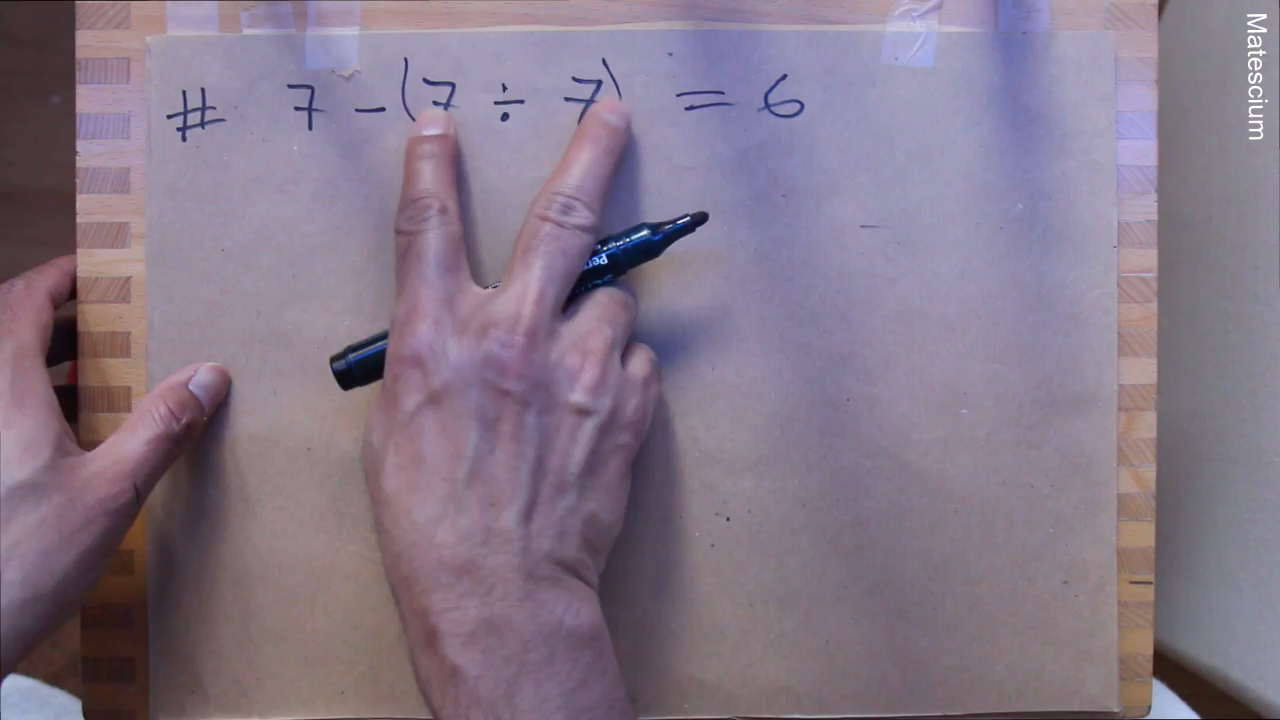 # 7 - (7 ÷ 7) = 6
Matescium